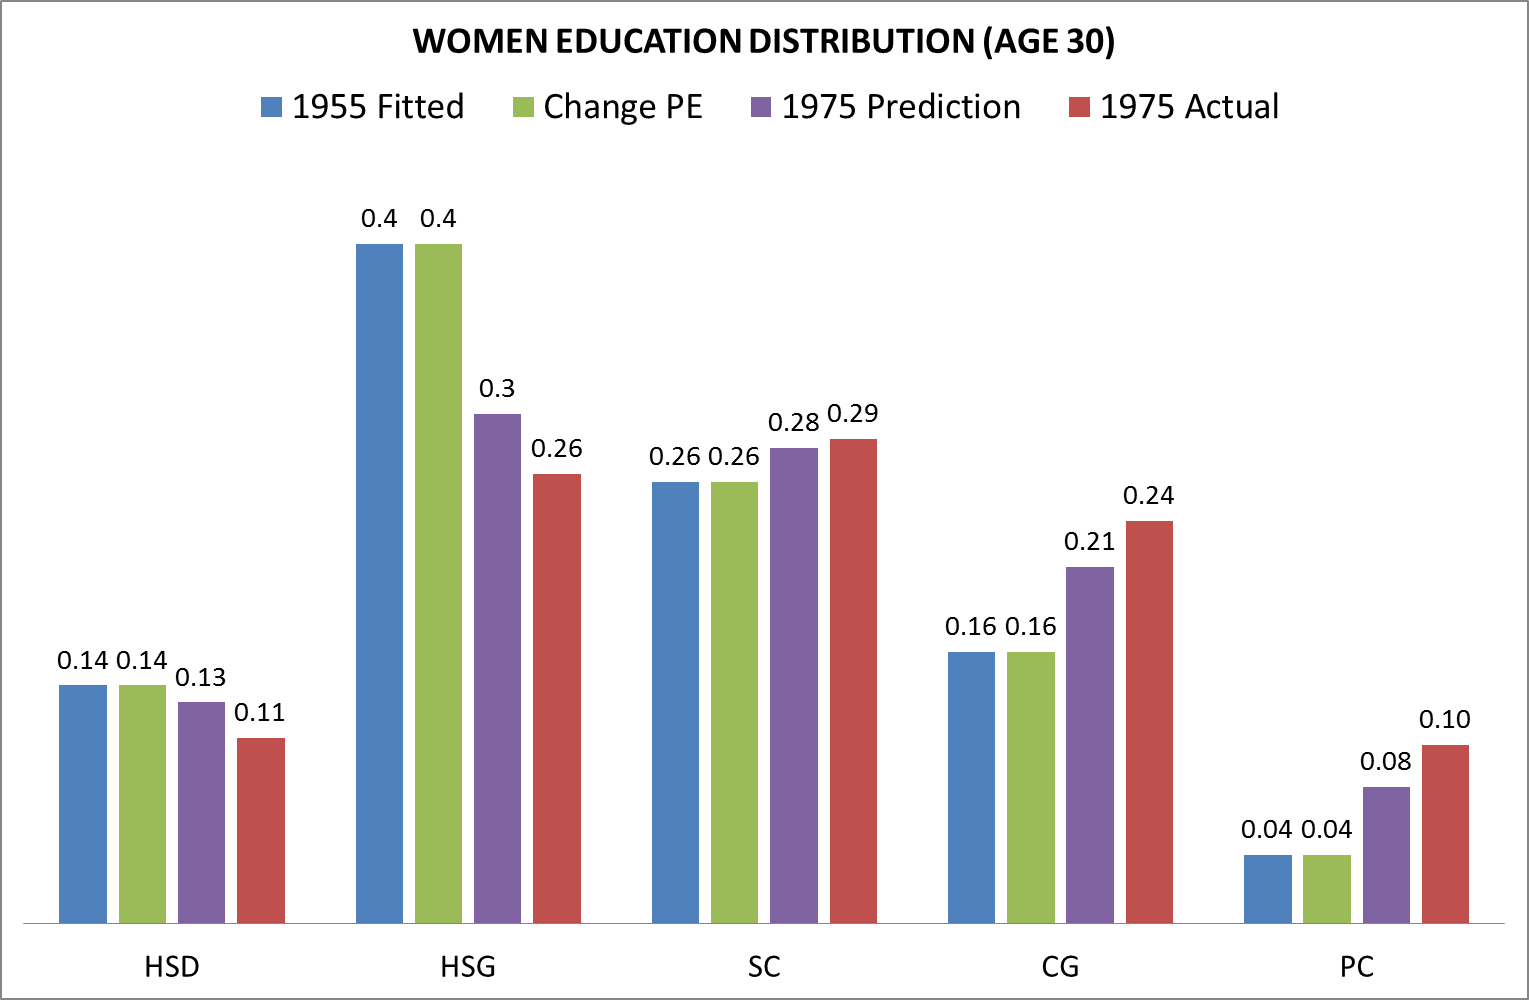 WOMEN EDUCATION DISTRIBUTION (AGE 30)
1955 Fitted Change PE 1975 Prediction 1975 Actual
0.14 0.14 0.13 0.11
0.4 0.4 0.3 0.26
0.26 0.26 0.28 0.29
0.16 0.16 0.21 0.24
0.04 0.04 0.08 0.10
HSD HSG SC CG PC